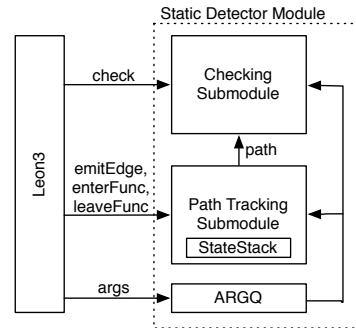 Static Detector Module
check
Checking
Submodule
Leon3
path
emitEdge,
enterFunc,
leaveFunc
Path Tracking
Submodule
StateStack
args
ARGQ